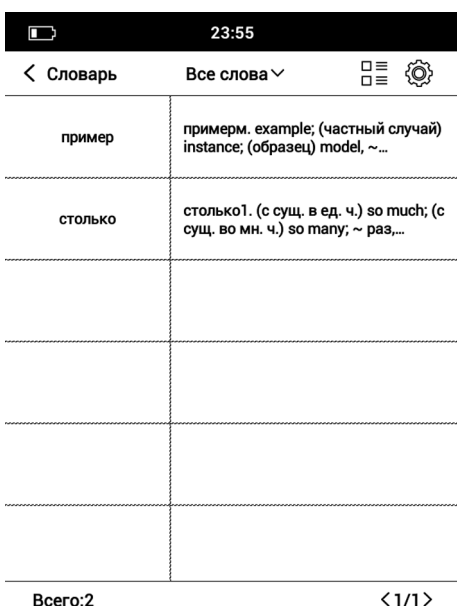 23:55
Словарь Все слова
пример
примерм. example; (частный случай)
instance; (образец) model, ~...
столько
столько1. (с сущ. в ед. ч.) so much; (с
сущ. во мн. ч.) so many; ~ раз,...
Всего:2 <1/1>